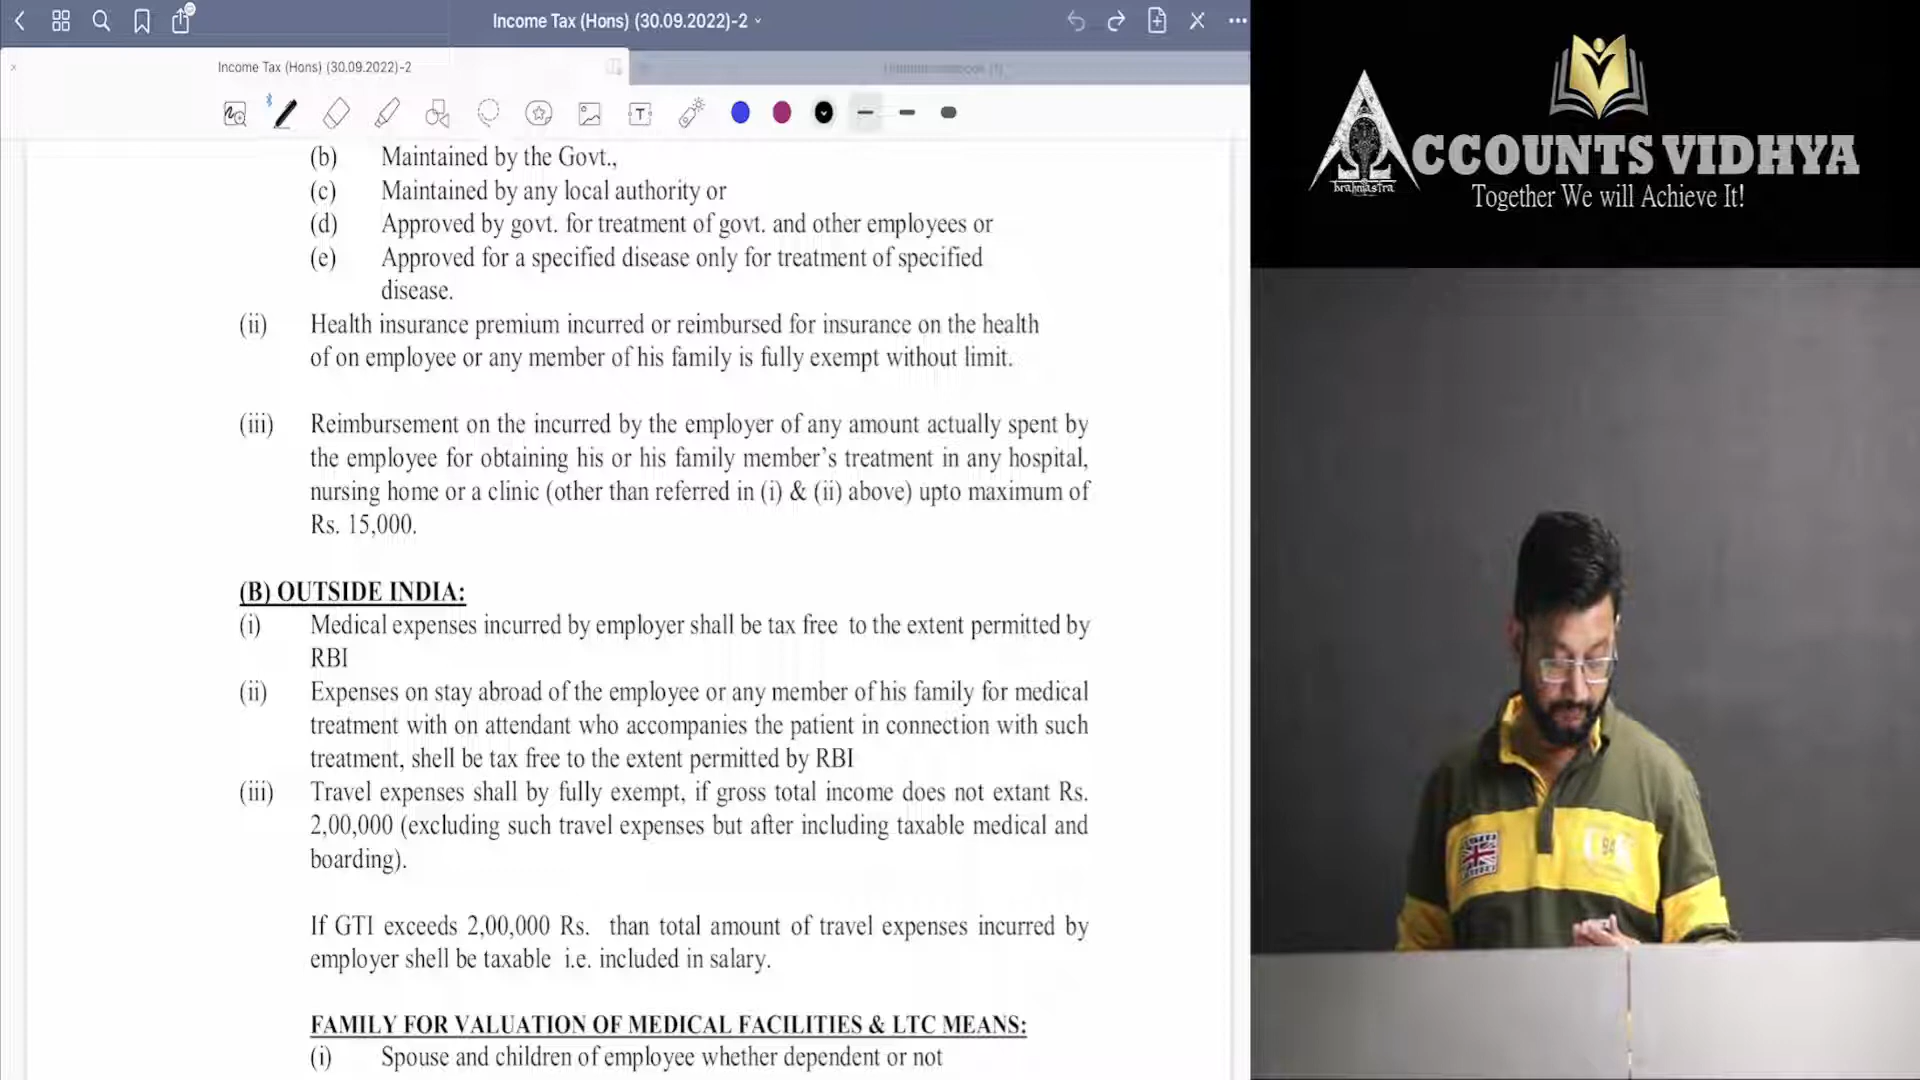 Income Tax (Hons) (30.09.2022)-2
Income Tax (Hons) (30.09.2022)-2
T
(b) Maintained by the Govt.,
(c) Maintained by any local authority or
(d) Approved by govt. for treatment of govt. and other employees or
(e) Approved for a specified disease only for treatment of specified
disease.
(ii) Health insurance premium incurred or reimbursed for insurance on the health
of on employee or any member of his family is fully exempt without limit.
(iii) Reimbursement on the incurred by the employer of any amount actually spent by
the employee for obtaining his or his family member's treatment in any hospital,
nursing home or a clinic (other than referred in (i) & (ii) above) upto maximum of
Rs. 15,000.
(B) OUTSIDE INDIA:
(i) Medical expenses incurred by employer shall be tax free to the extent permitted by
RBI
(ii) Expenses on stay abroad of the employee or any member of his family for medical
treatment with on attendant who accompanies the patient in connection with such
treatment, shell be tax free to the extent permitted by RBI
(iii) Travel expenses shall by fully exempt, if gross total income does not extant Rs.
2,00,000 (excluding such travel expenses but after including taxable medical and
boarding).
If GTI exceeds 2,00,000 Rs. than total amount of travel expenses incurred by
employer shell be taxable i.e. included in salary.
FAMILY FOR VALUATION OF MEDICAL FACILITIES & LTC MEANS:
(i) Spouse and children of employee whether dependent or not
ACCOUNTS VIDHYA
brahmastra
Together We will Achieve It!
94